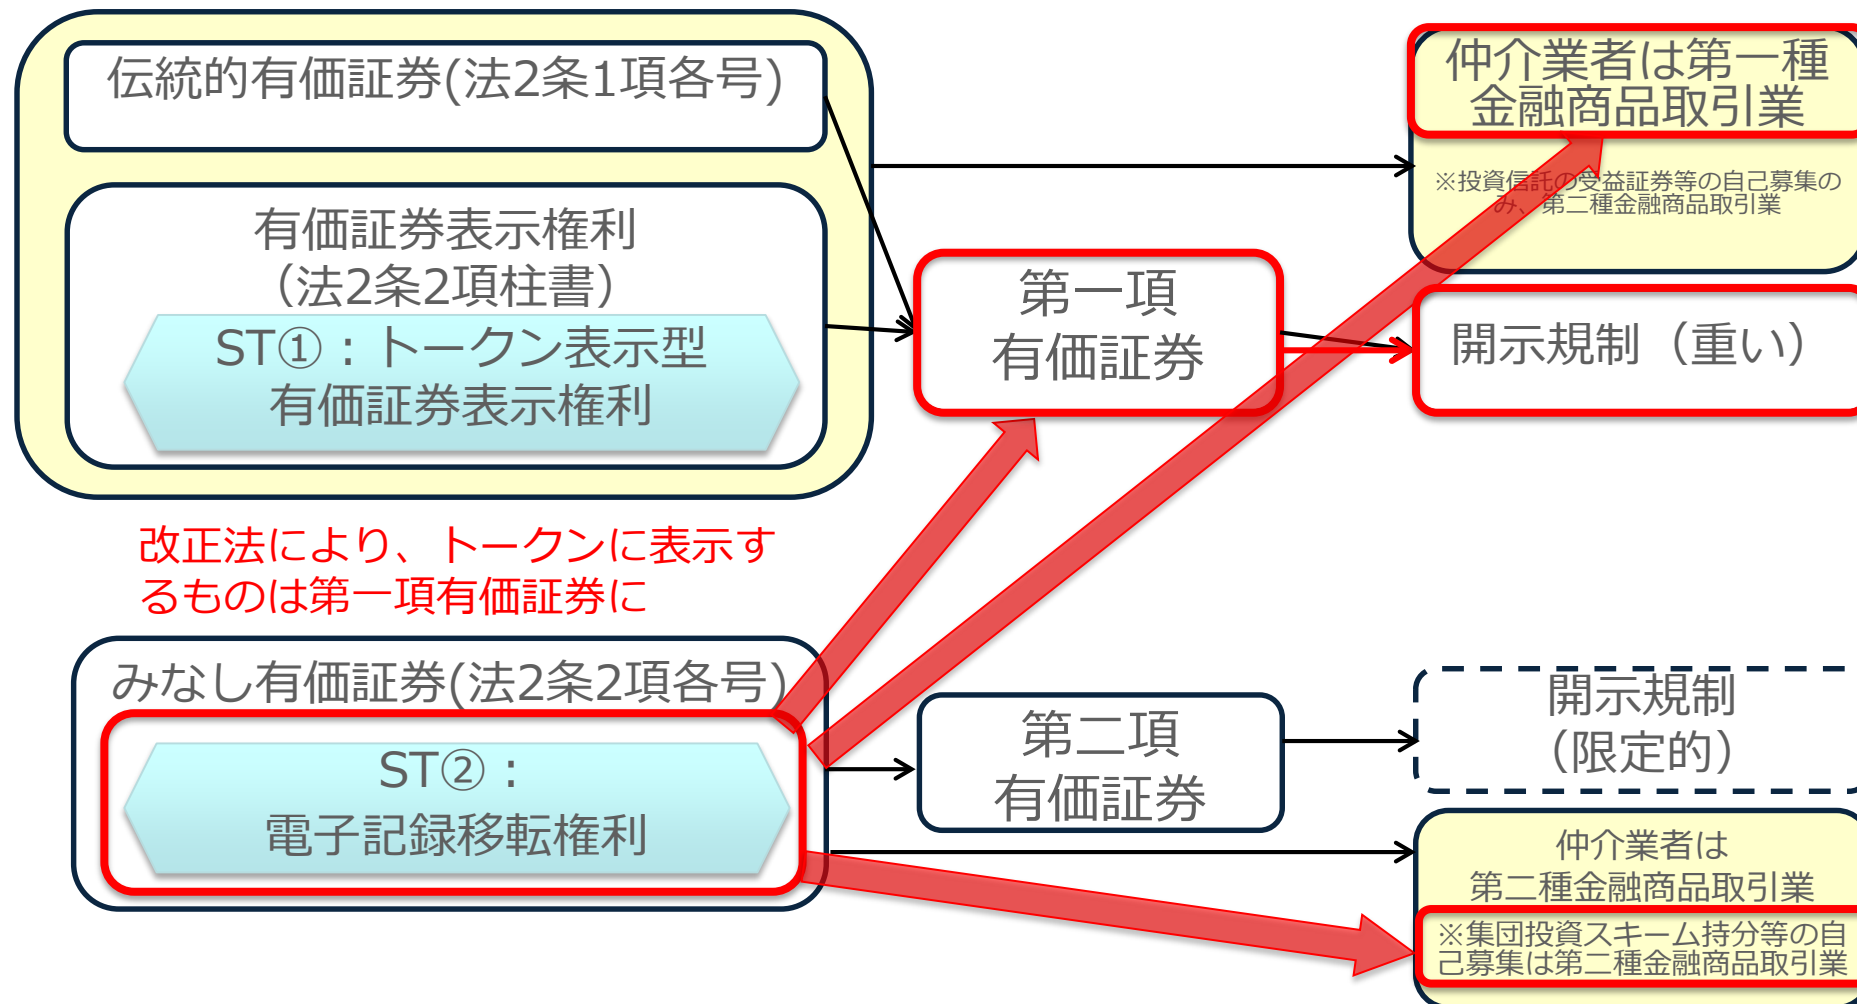 伝統的有価証券(法2条1項各号)
有価証券表示権利
（法2条2項柱書）
ST①：トークン表示型
有価証券表示権利
第一項
有価証券
仲介業者は第一種
金融商品取引業
※投資信託の受益証券等の自己募集の
み、第二種金融商品取引業
開示規制（重い）
改正法により、トークンに表示す
るものは第一項有価証券に
みなし有価証券(法2条2項各号)
ST②：
電子記録移転権利
第二項
有価証券
開示規制
（限定的）
仲介業者は
第二種金融商品取引業
※集団投資スキーム持分等の自
己募集は第二種金融商品取引業